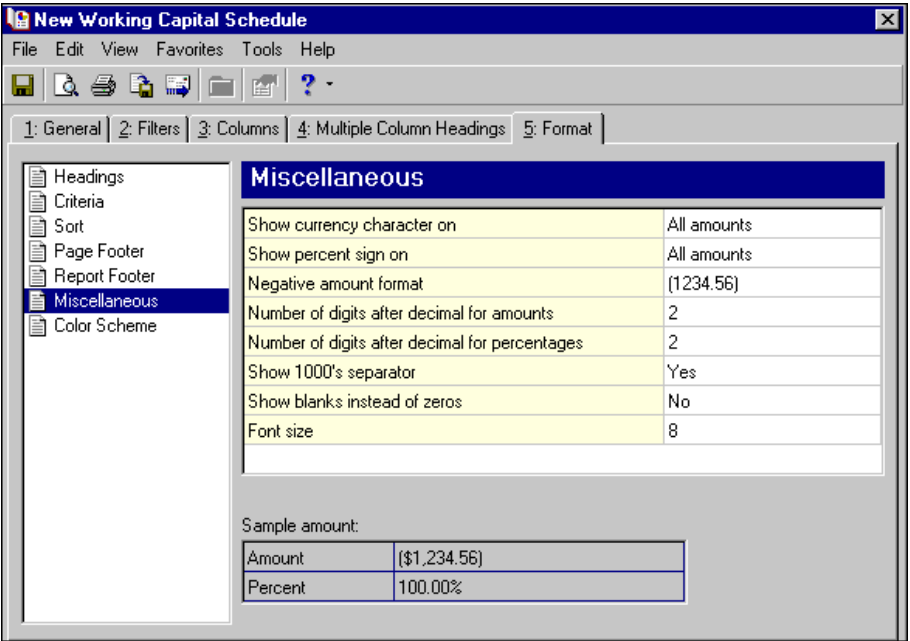 New Working Capital Schedule
File Edit View Favorites Tools Help
?
1: General 2: Filters 3: Columns 4: Multiple Column Headings 5: Format
Headings
Criteria
Sort
Page Footer
Report Footer
Miscellaneous
Color Scheme
Miscellaneous
Show currency character on All amounts
Show percent sign on All amounts
Negative amount format (1234.56)
Number of digits after decimal for amounts 2
Number of digits after decimal for percentages 2
Show 1000's separator Yes
Show blanks instead of zeros No
Font size 8
Sample amount:
Amount ($1,234.56)
Percent 100.00%